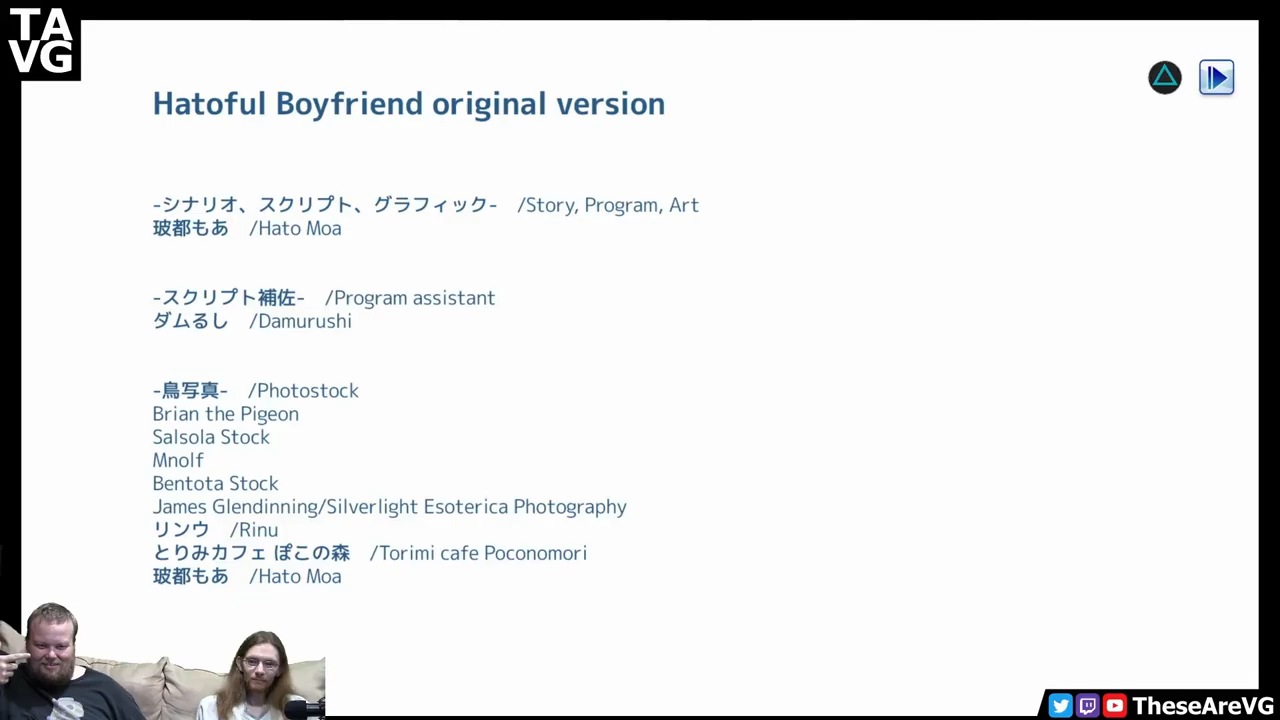 TA
VG
Hatoful Boyfriend original version
-シナリオ、スクリプト、グラフィック- /Story, Program, Art
玻都もあ /Hato Moa
-スクリプト補佐- /Program assistant
ダムるし /Damurushi
-鳥写真- /Photostock
Brian the Pigeon
Salsola Stock
Mnolf
Bentota Stock
James Glendinning/Silverlight Esoterica Photography
リンウ /Rinu
とりみカフェ ぽこの森 /Torimi cafe Poconomori
玻都もあ /Hato Moa
TheseAreVG